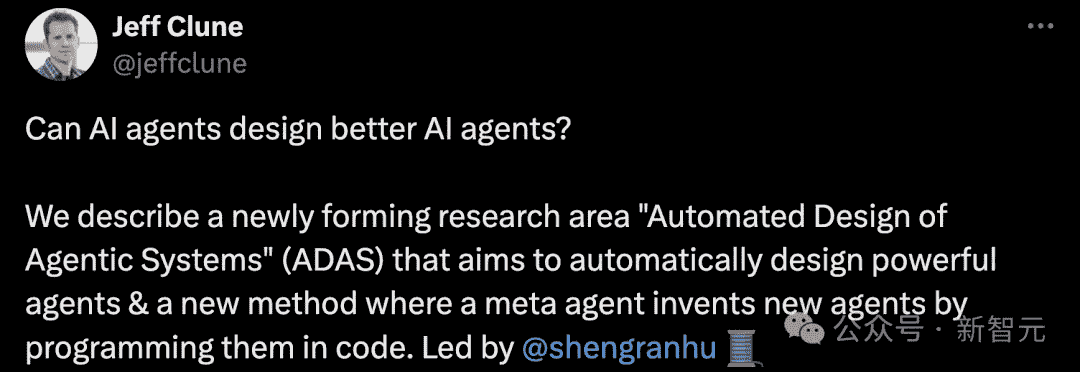 Jeff Clune
@jeffclune
Can AI agents design better AI agents?
We describe a newly forming research area "Automated Design of
Agentic Systems" (ADAS) that aims to automatically design powerful
agents & a new method where a meta agent invents new agents by
programming them in code. Led by @shengranhu
公众号 · 新智元